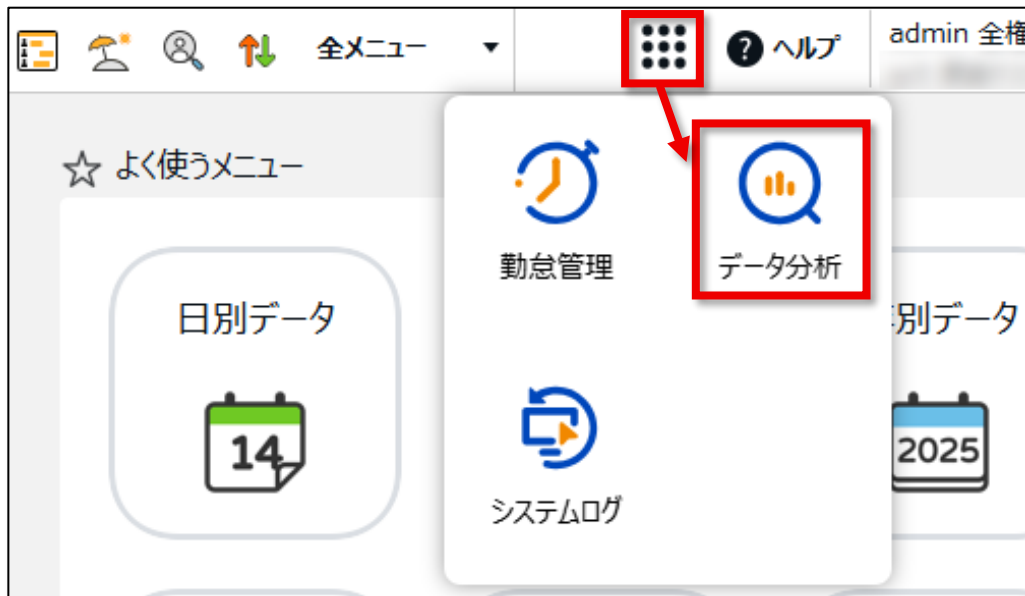 全メニュー
ヘルプ
admin 全権
よく使うメニュー
勤怠管理
データ分析
日別データ
別データ
14
2025
システムログ